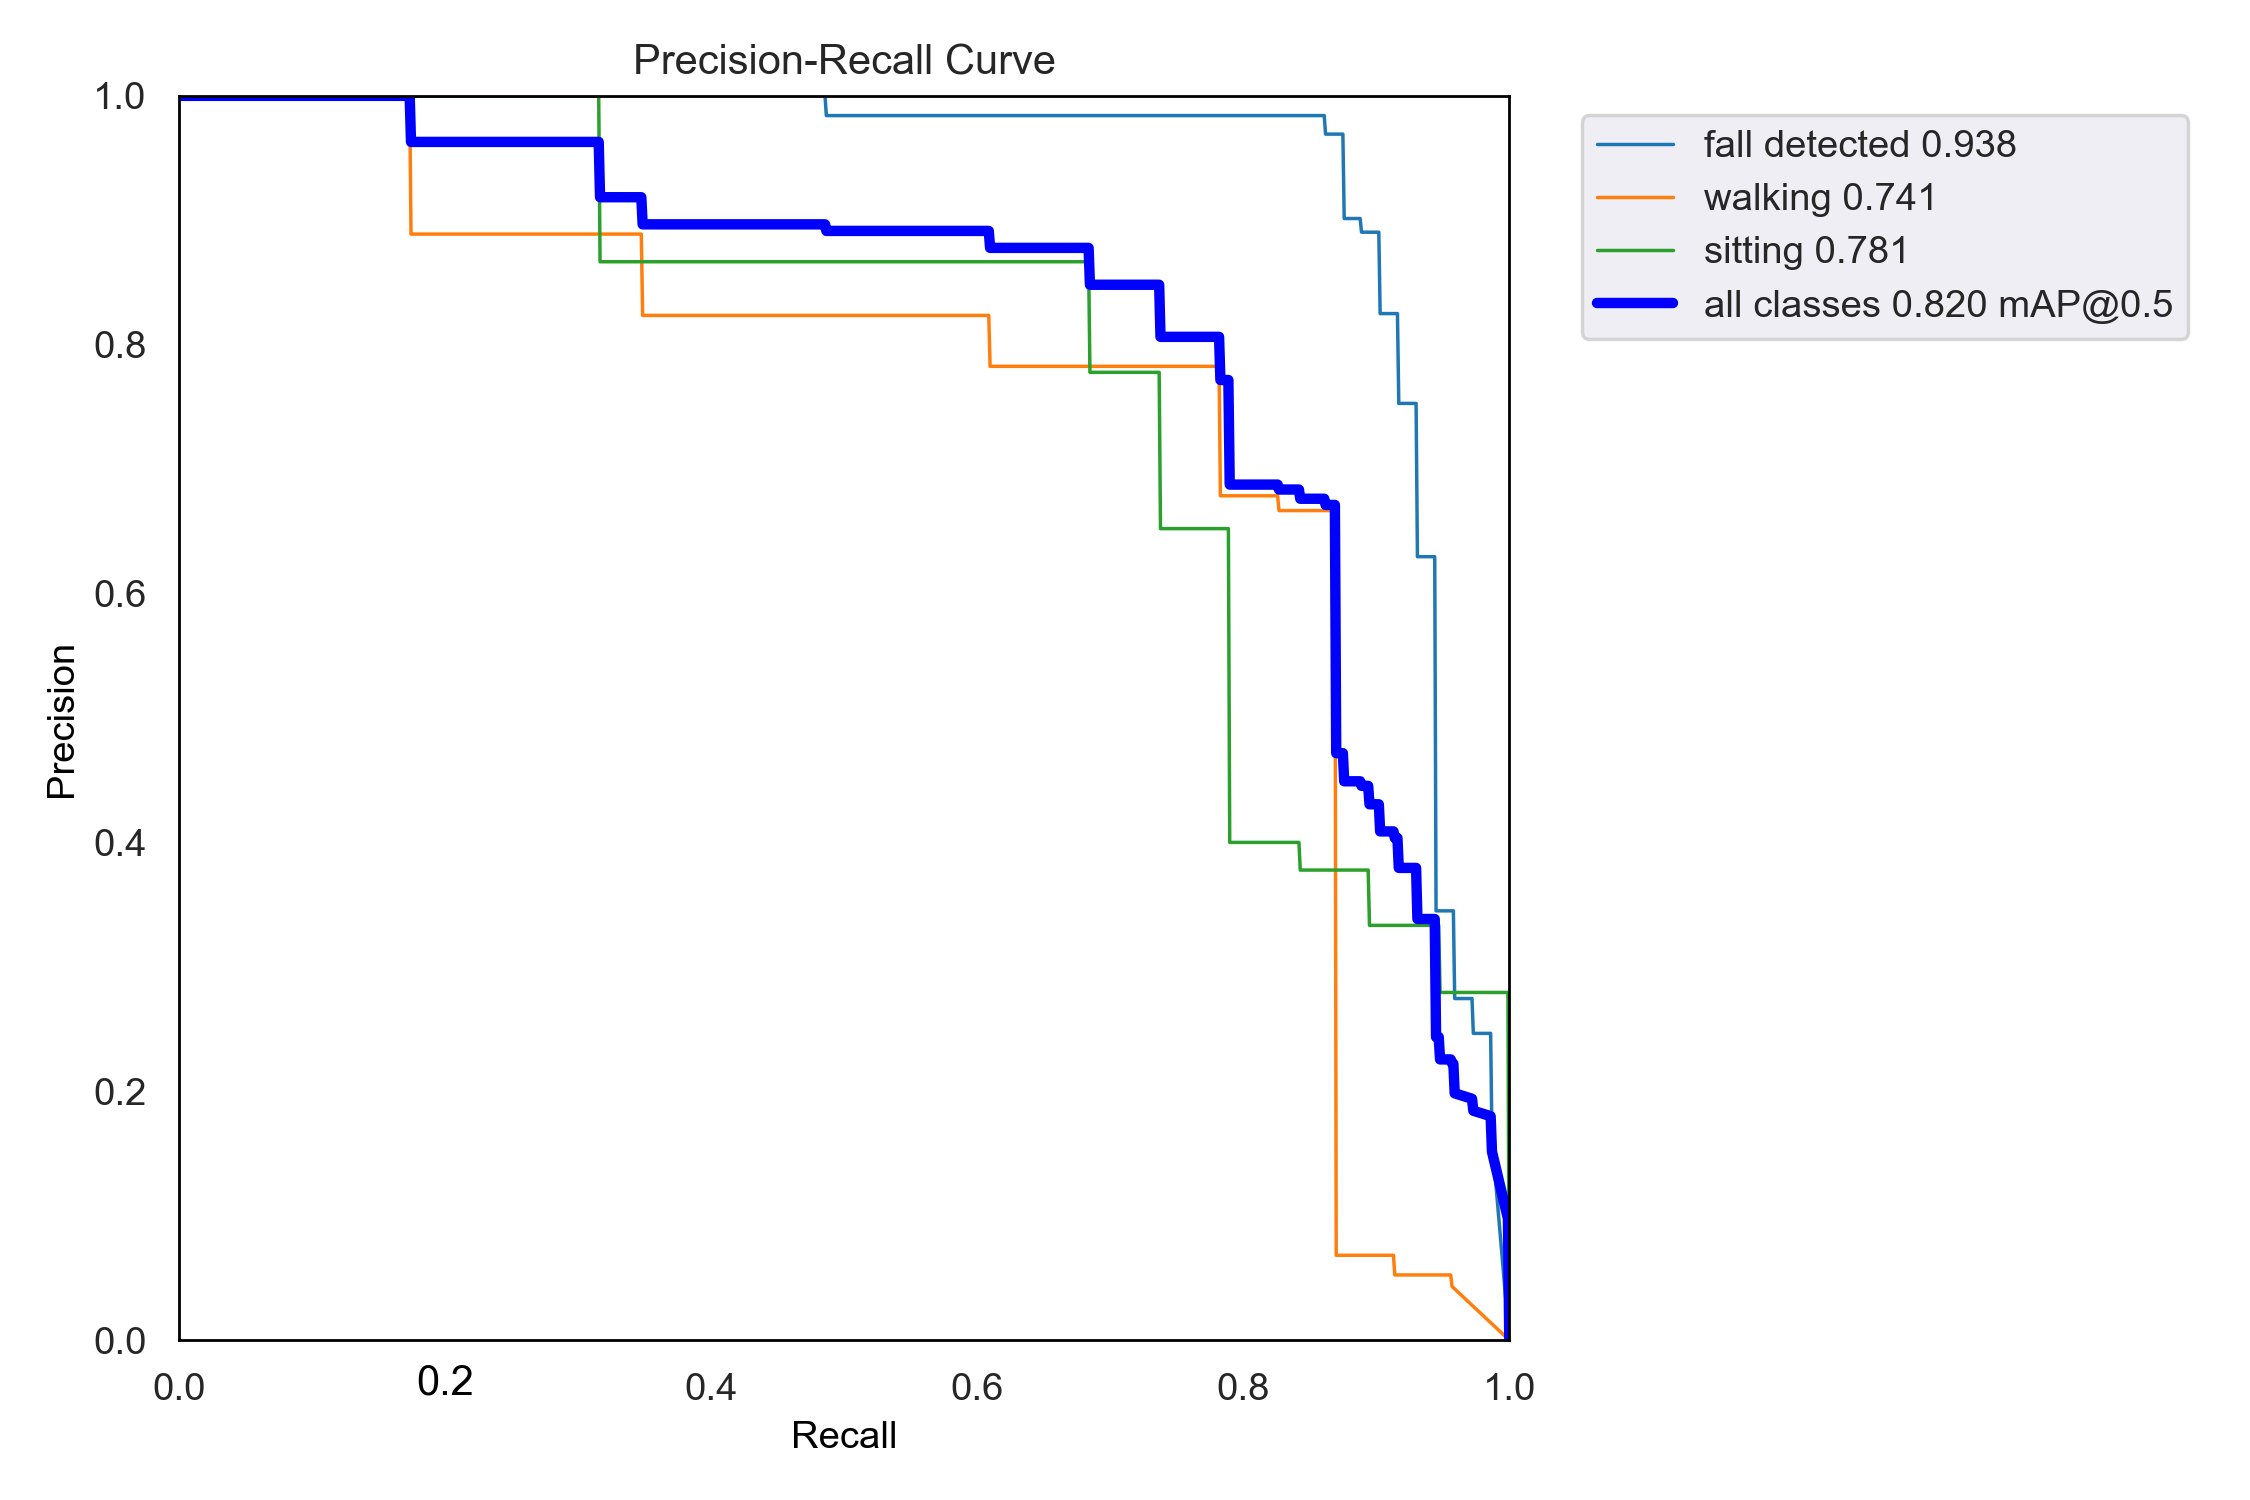 Precision-Recall Curve
1.0
0.8
0.6
0.4
0.2
0.0
Precision
0.0 0.2 0.4 0.6 0.8 1.0
Recall
fall detected 0.938
walking 0.741
sitting 0.781
all classes 0.820 mAP@0.5